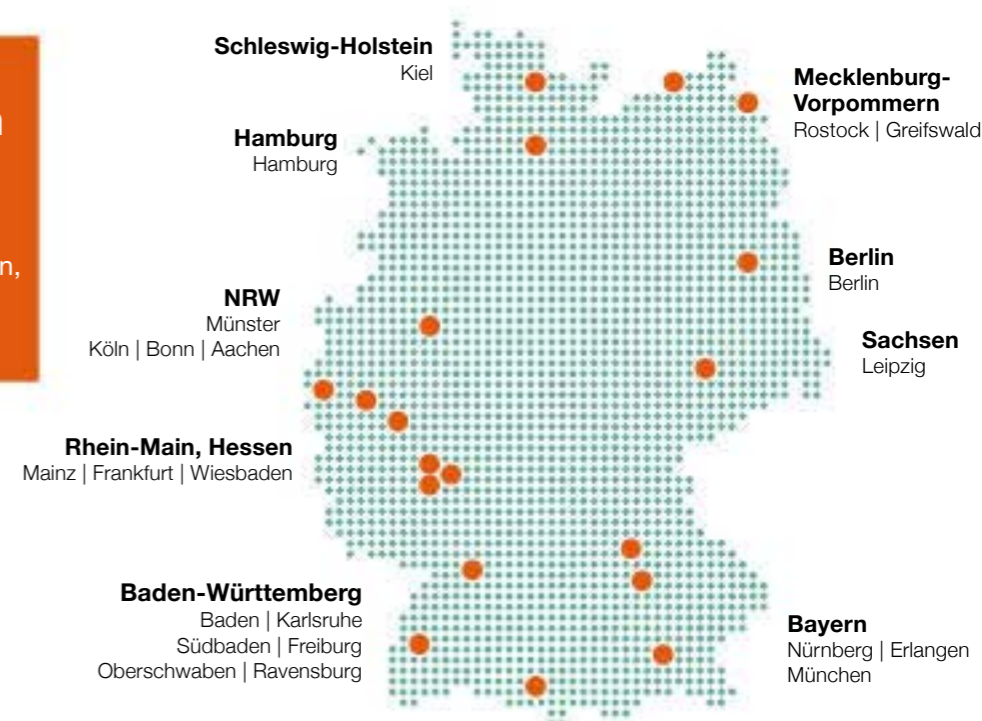 n,
Schleswig-Holstein
Kiel
Hamburg
Hamburg
NRW
Münster
Köln | Bonn | Aachen
Rhein-Main, Hessen
Mainz | Frankfurt | Wiesbaden
Baden-Württemberg
Baden | Karlsruhe
Südbaden | Freiburg
Oberschwaben | Ravensburg
Mecklenburg-
Vorpommern
Rostock | Greifswald
Berlin
Berlin
Sachsen
Leipzig
Bayern
Nürnberg | Erlangen
München